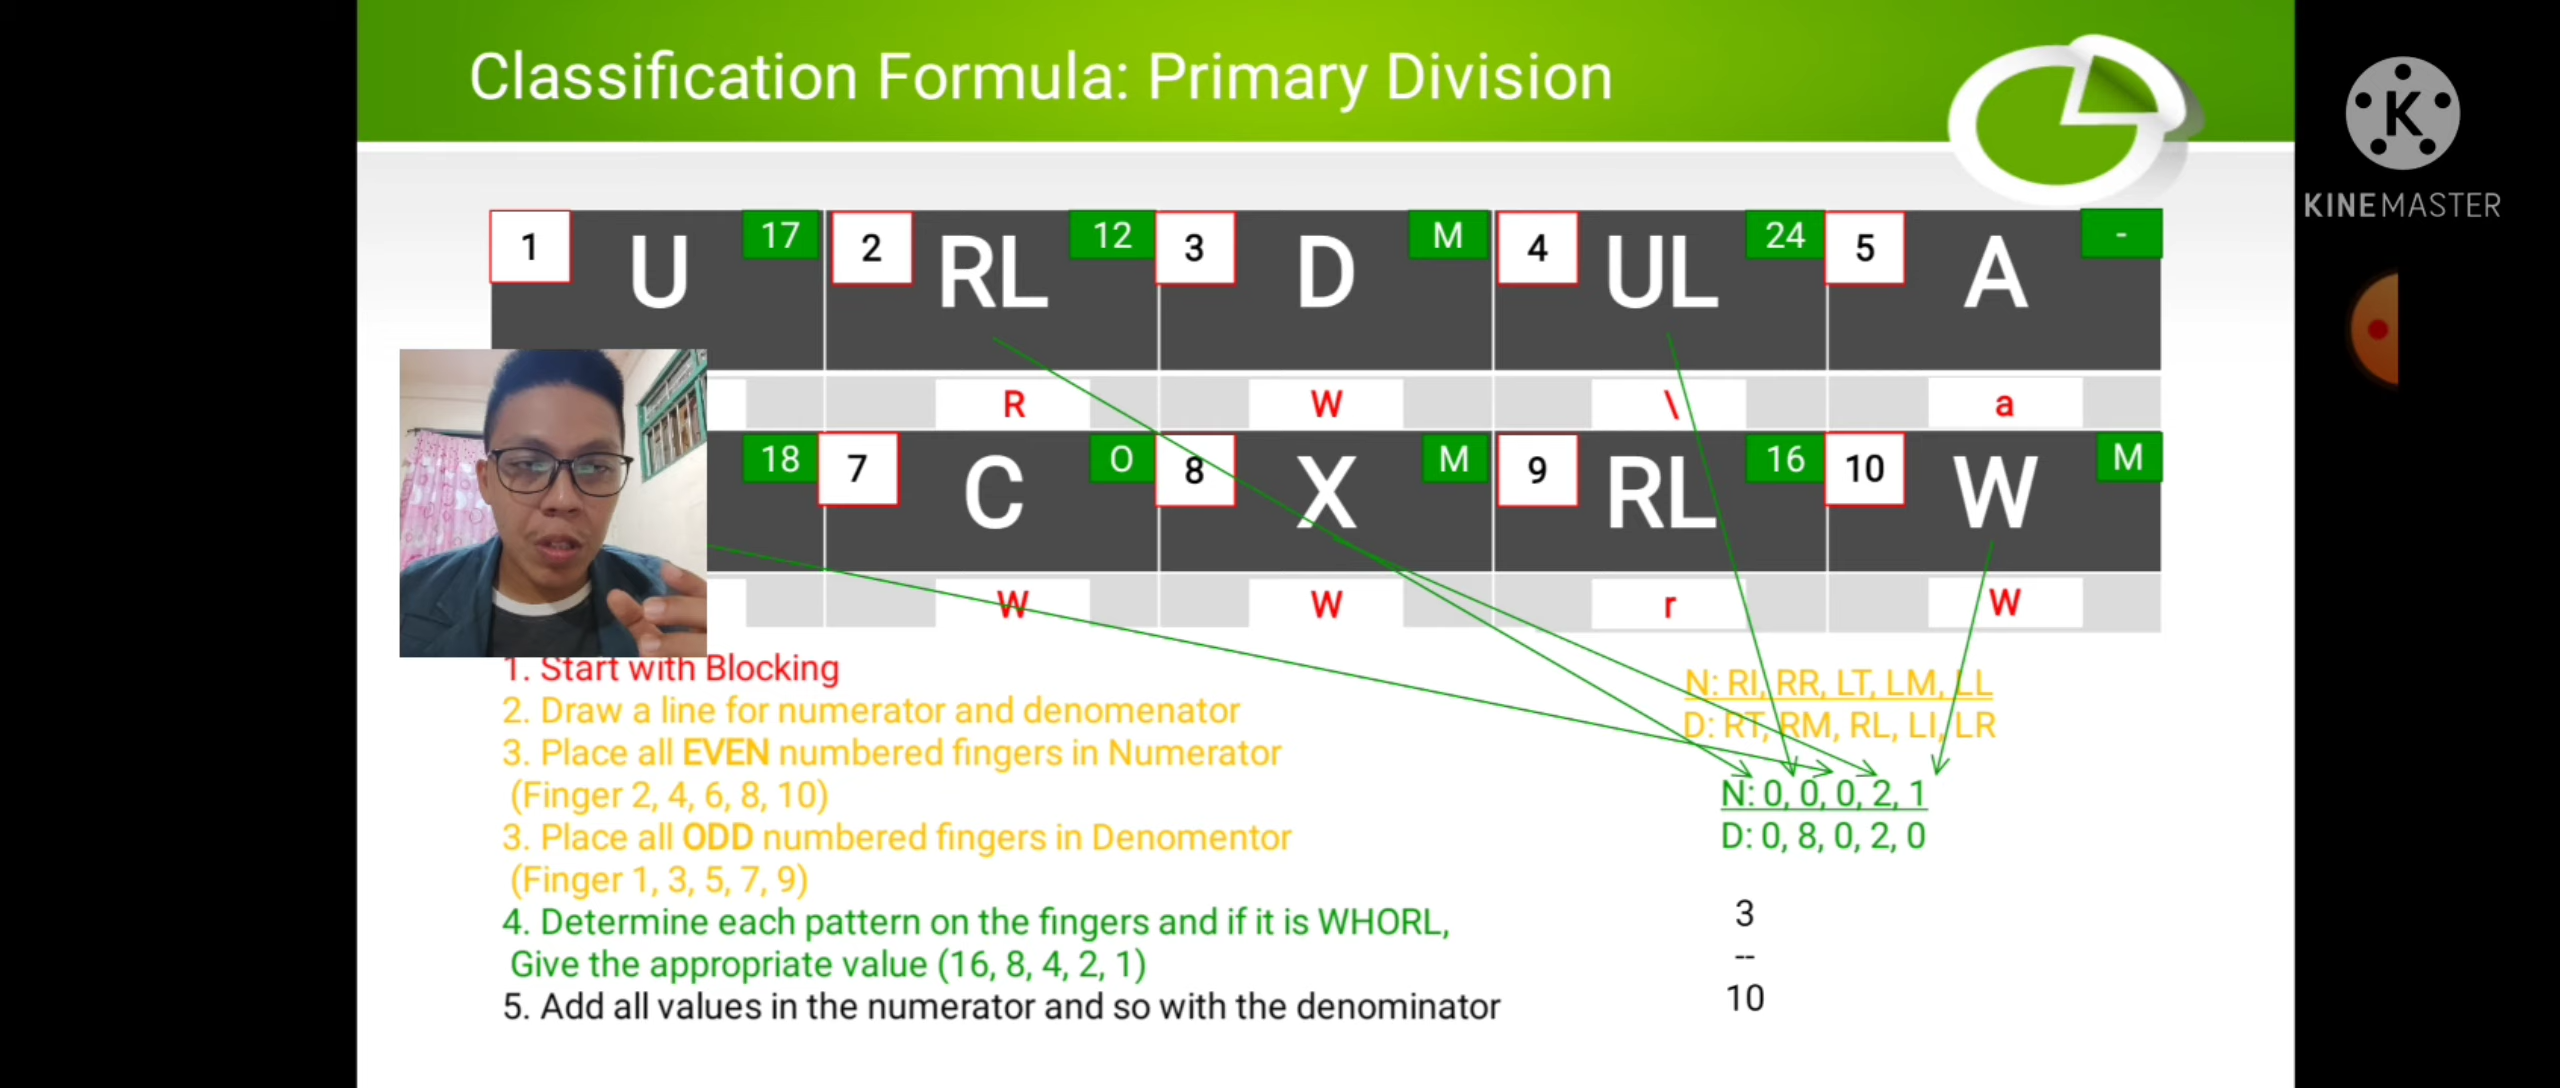 Classification Formula: Primary Division
KINEMASTER
1 U 17 2 RL 12 3 D M 4 UL 24 5 A -
R W \ a
18 7 C O 8 X M 9 RL 16 10 W M
W W r W
1. Start with Blocking
2. Draw a line for numerator and denomenator
3. Place all EVEN numbered fingers in Numerator
(Finger 2, 4, 6, 8, 10)
3. Place all ODD numbered fingers in Denomentor
(Finger 1, 3, 5, 7, 9)
4. Determine each pattern on the fingers and if it is WHORL,
Give the appropriate value (16, 8, 4, 2, 1)
5. Add all values in the numerator and so with the denominator
N: RI, RR, LT, LM, LL
D: RT, RM, RL, LI, LR
N: 0, 0, 0, 2, 1
D: 0, 8, 0, 2, 0
3
--
10